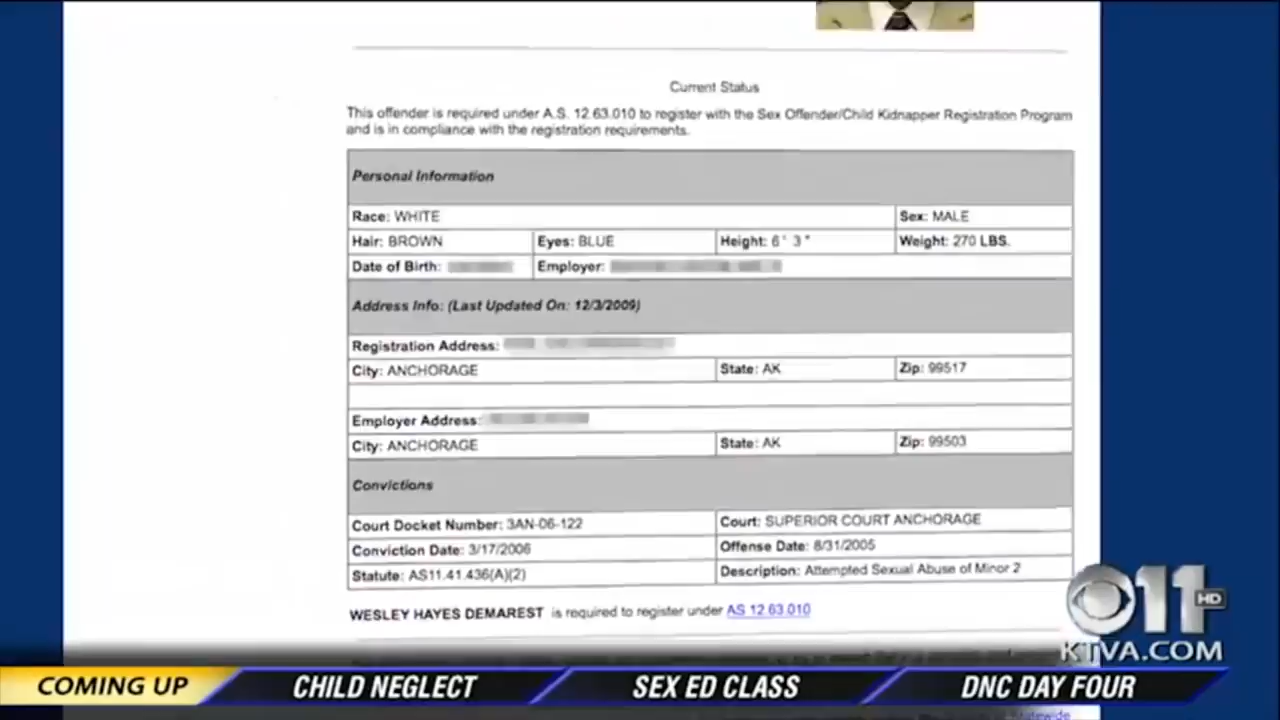 Current Status
This offender is required under A.S. 12.63.010 to register with the Sex Offender/Child Kidnapper Registration Program
and is in compliance with the registration requirements.
Personal Information
Race: WHITE Sex: MALE
Hair: BROWN Eyes: BLUE Height: 6' 3" Weight: 270 LBS.
Date of Birth: Employer:
Address Info: (Last Updated On: 12/3/2009)
Registration Address:
City: ANCHORAGE State: AK Zip: 99517
Employer Address:
City: ANCHORAGE State: AK Zip: 99503
Convictions
Court Docket Number: 3AN-06-122 Court: SUPERIOR COURT ANCHORAGE
Conviction Date: 3/17/2006 Offense Date: 8/31/2005
Statute: AS11.41.436(A)(2) Description: Attempted Sexual Abuse of Minor 2
WESLEY HAYES DEMAREST is required to register under AS 12.63.010
11 HD
KTVA.COM
COMING UP CHILD NEGLECT SEX ED CLASS DNC DAY FOUR
Statewide